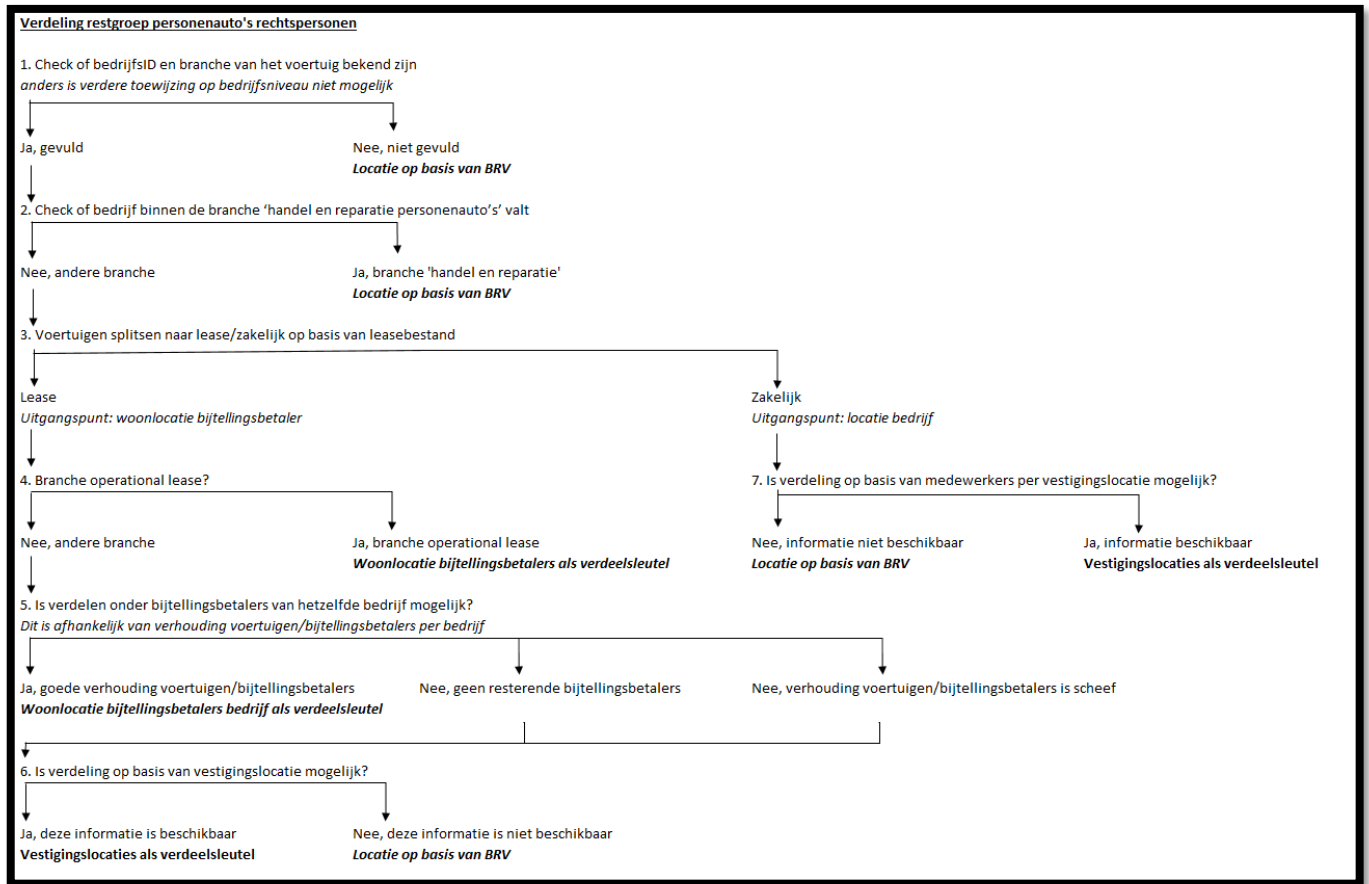 Verdeling restgroep personenauto's rechtspersonen
1. Check of bedrijfsID en branche van het voertuig bekend zijn
anders is verdere toewijzing op bedrijfsniveau niet mogelijk
Ja, gevuld
Nee, niet gevuld
Locatie op basis van BRV
2. Check of bedrijf binnen de branche ‘handel en reparatie personenauto’s’ valt
Nee, andere branche
Ja, branche 'handel en reparatie'
Locatie op basis van BRV
3. Voertuigen splitsen naar lease/zakelijk op basis van leasebestand
Lease
Uitgangspunt: woonlocatie bijtellingsbetaler
Zakelijk
Uitgangspunt: locatie bedrijf
4. Branche operational lease?
7. Is verdeling op basis van medewerkers per vestigingslocatie mogelijk?
Nee, andere branche
Ja, branche operational lease
Woonlocatie bijtellingsbetalers als verdeelsleutel
Nee, informatie niet beschikbaar
Locatie op basis van BRV
Ja, informatie beschikbaar
Vestigingslocaties als verdeelsleutel
5. Is verdelen onder bijtellingsbetalers van hetzelfde bedrijf mogelijk?
Dit is afhankelijk van verhouding voertuigen/bijtellingsbetalers per bedrijf
Ja, goede verhouding voertuigen/bijtellingsbetalers
Woonlocatie bijtellingsbetalers bedrijf als verdeelsleutel
Nee, geen resterende bijtellingsbetalers
Nee, verhouding voertuigen/bijtellingsbetalers is scheef
6. Is verdeling op basis van vestigingslocatie mogelijk?
Ja, deze informatie is beschikbaar
Vestigingslocaties als verdeelsleutel
Nee, deze informatie is niet beschikbaar
Locatie op basis van BRV